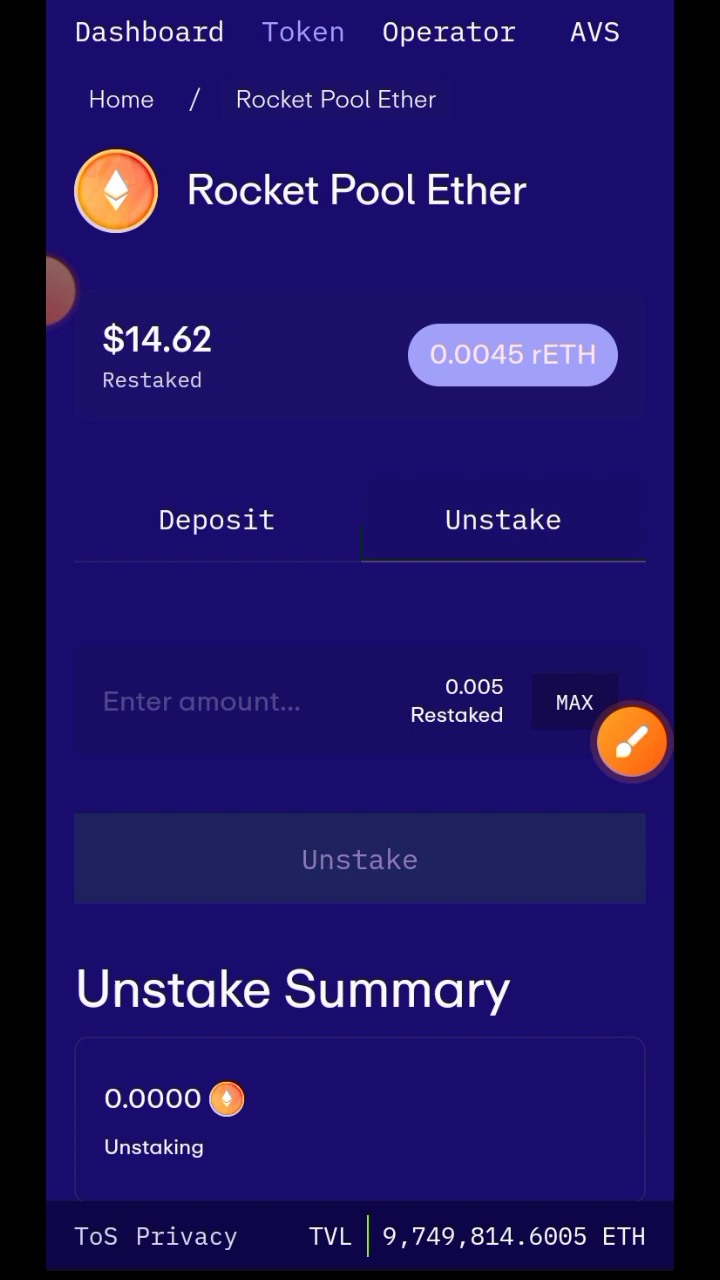 Dashboard Token Operator AVS
Home / Rocket Pool Ether
Rocket Pool Ether
$14.62
Restaked
0.0045 rETH
Deposit Unstake
Enter amount...
0.005
Restaked
MAX
Unstake
Unstake Summary
0.0000
Unstaking
ToS Privacy TVL 9,749,814.6005 ETH